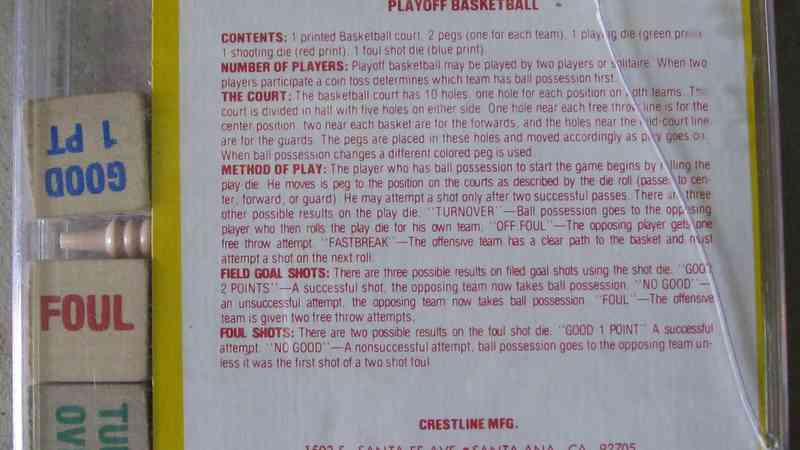 PLAYOFF BASKETBALL
CONTENTS: 1 printed Basketball court, 2 pegs (one for each team), 1 playing die (green print)
1 shooting die (red print), 1 foul shot die (blue print).
NUMBER OF PLAYERS: Playoff basketball may be played by two players or solitaire. When two
players participate a coin toss determines which team has ball possession first.
THE COURT: The basketball court has 10 holes, one hole for each position on both teams. The
court is divided in half with five holes on either side. One hole near each free throw line is for the
center position, two near each basket are for the forwards, and the holes near the mid-court line
are for the guards. The pegs are placed in these holes and moved accordingly as play goes on.
When ball possession changes a different colored peg is used.
METHOD OF PLAY: The player who has ball possession to start the game begins by rolling the
play die. He moves is peg to the position on the courts as described by the die roll (passes to cen-
ter, forward, or guard). He may attempt a shot only after two successful passes. There are three
other possible results on the play die. "TURNOVER"—Ball possession goes to the opposing
player who then rolls the play die for his own team. "OFF FOUL"—The opposing player gets one
free throw attempt. "FASTBREAK"—The offensive team has a clear path to the basket and must
attempt a shot on the next roll.
FIELD GOAL SHOTS: There are three possible results on filed goal shots using the shot die. "GOOD
2 POINTS"—A successful shot, the opposing team now takes ball possession. "NO GOOD"—
an unsuccessful attempt, the opposing team now takes ball possession. "FOUL"—The offensive
team is given two free throw attempts.
FOUL SHOTS: There are two possible results on the foul shot die. "GOOD 1 POINT" A successful
attempt. "NO GOOD"—A nonsuccessful attempt, ball possession goes to the opposing team un-
less it was the first shot of a two shot foul.
CRESTLINE MFG.
1502 E. SANTA FE AVE • SANTA ANA, CA 92705
GOOD
1 PT
FOUL
TU
OV